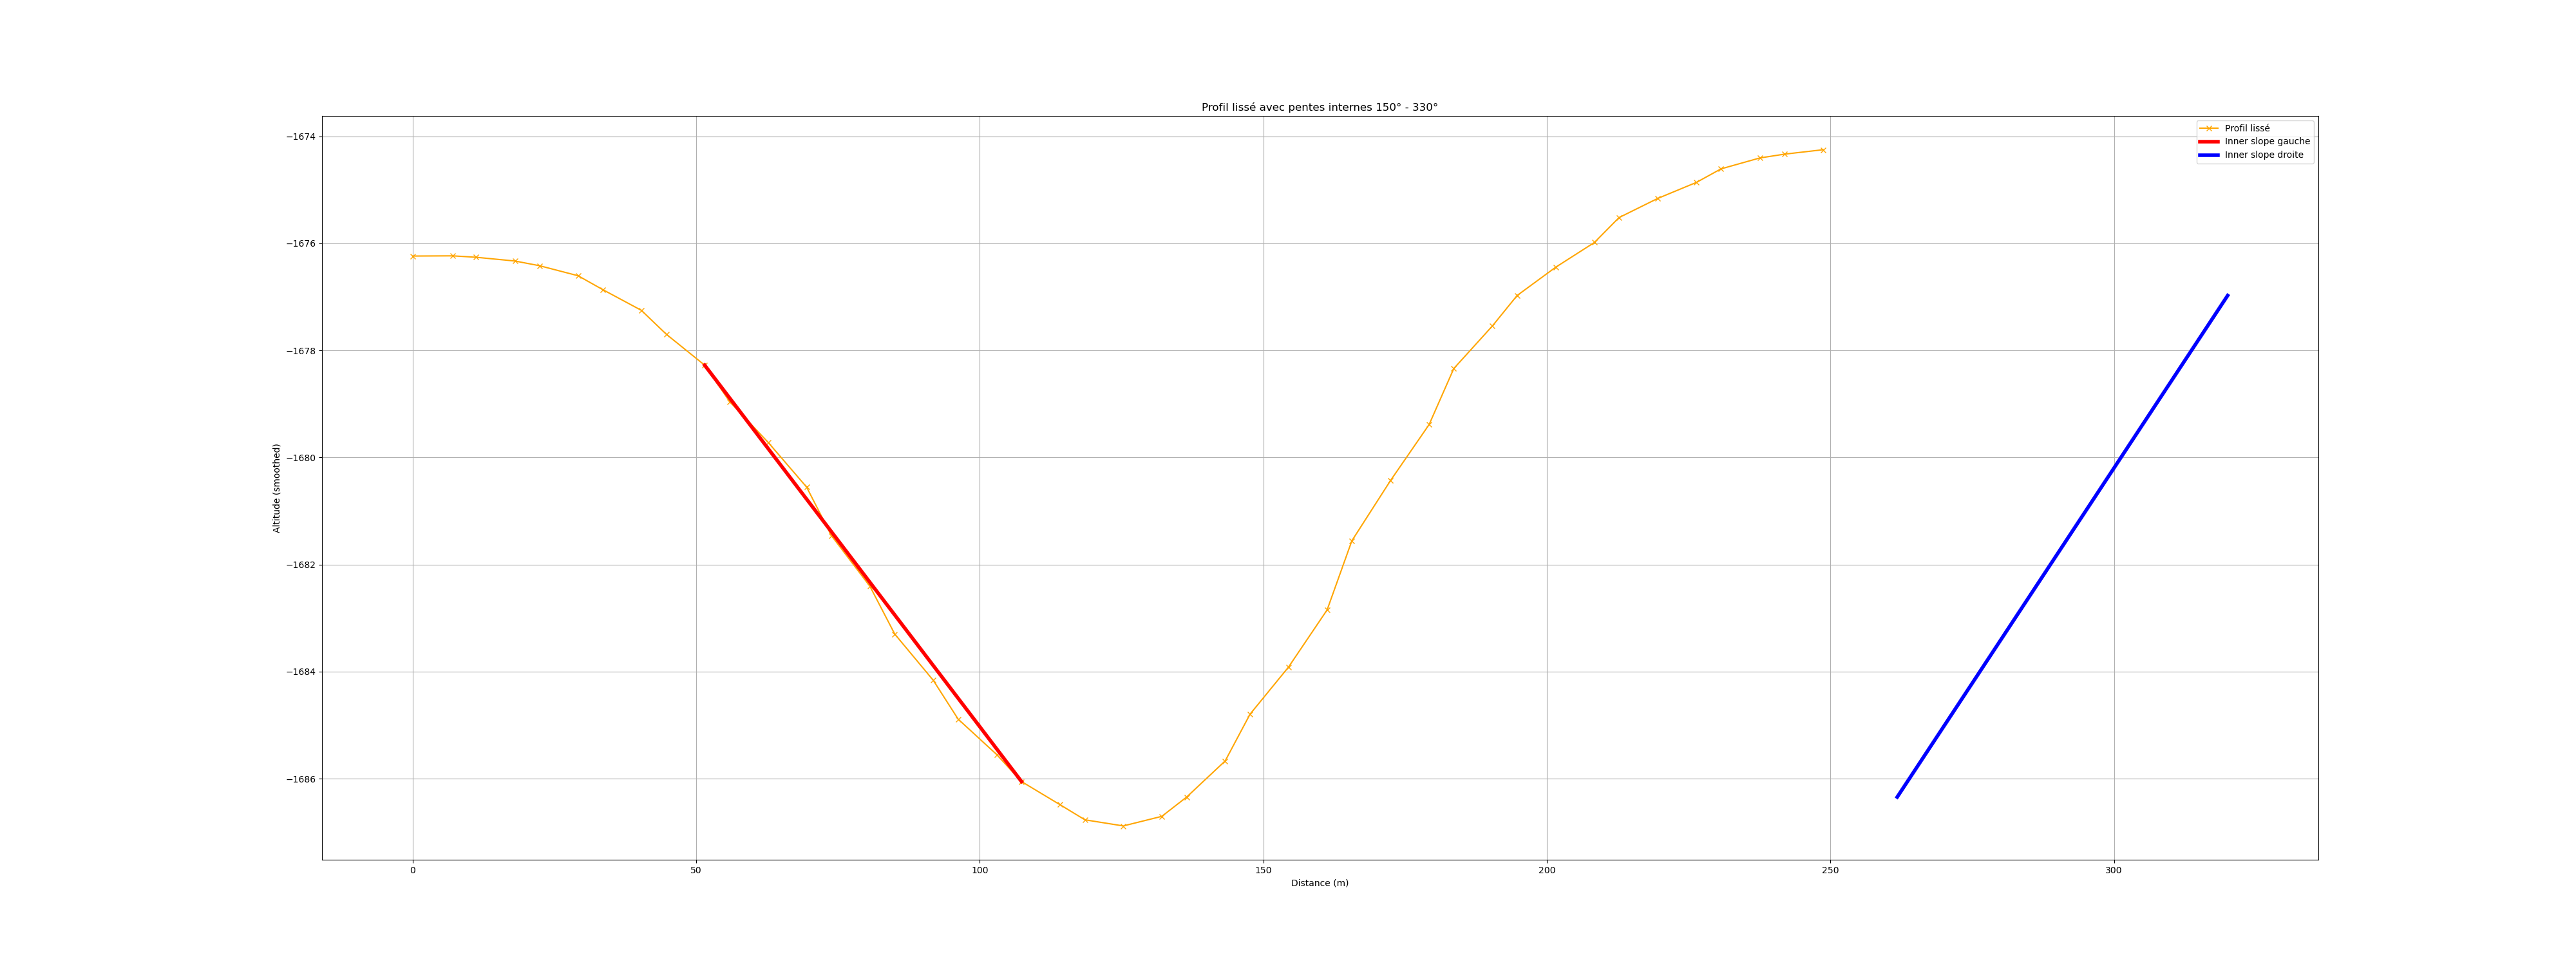 Profil lissé avec pentes internes 150° - 330°
Profil lissé
Inner slope gauche
Inner slope droite
−1674
−1676
−1678
−1680
−1682
−1684
−1686
Altitude (smoothed)
0 50 100 150 200 250 300
Distance (m)